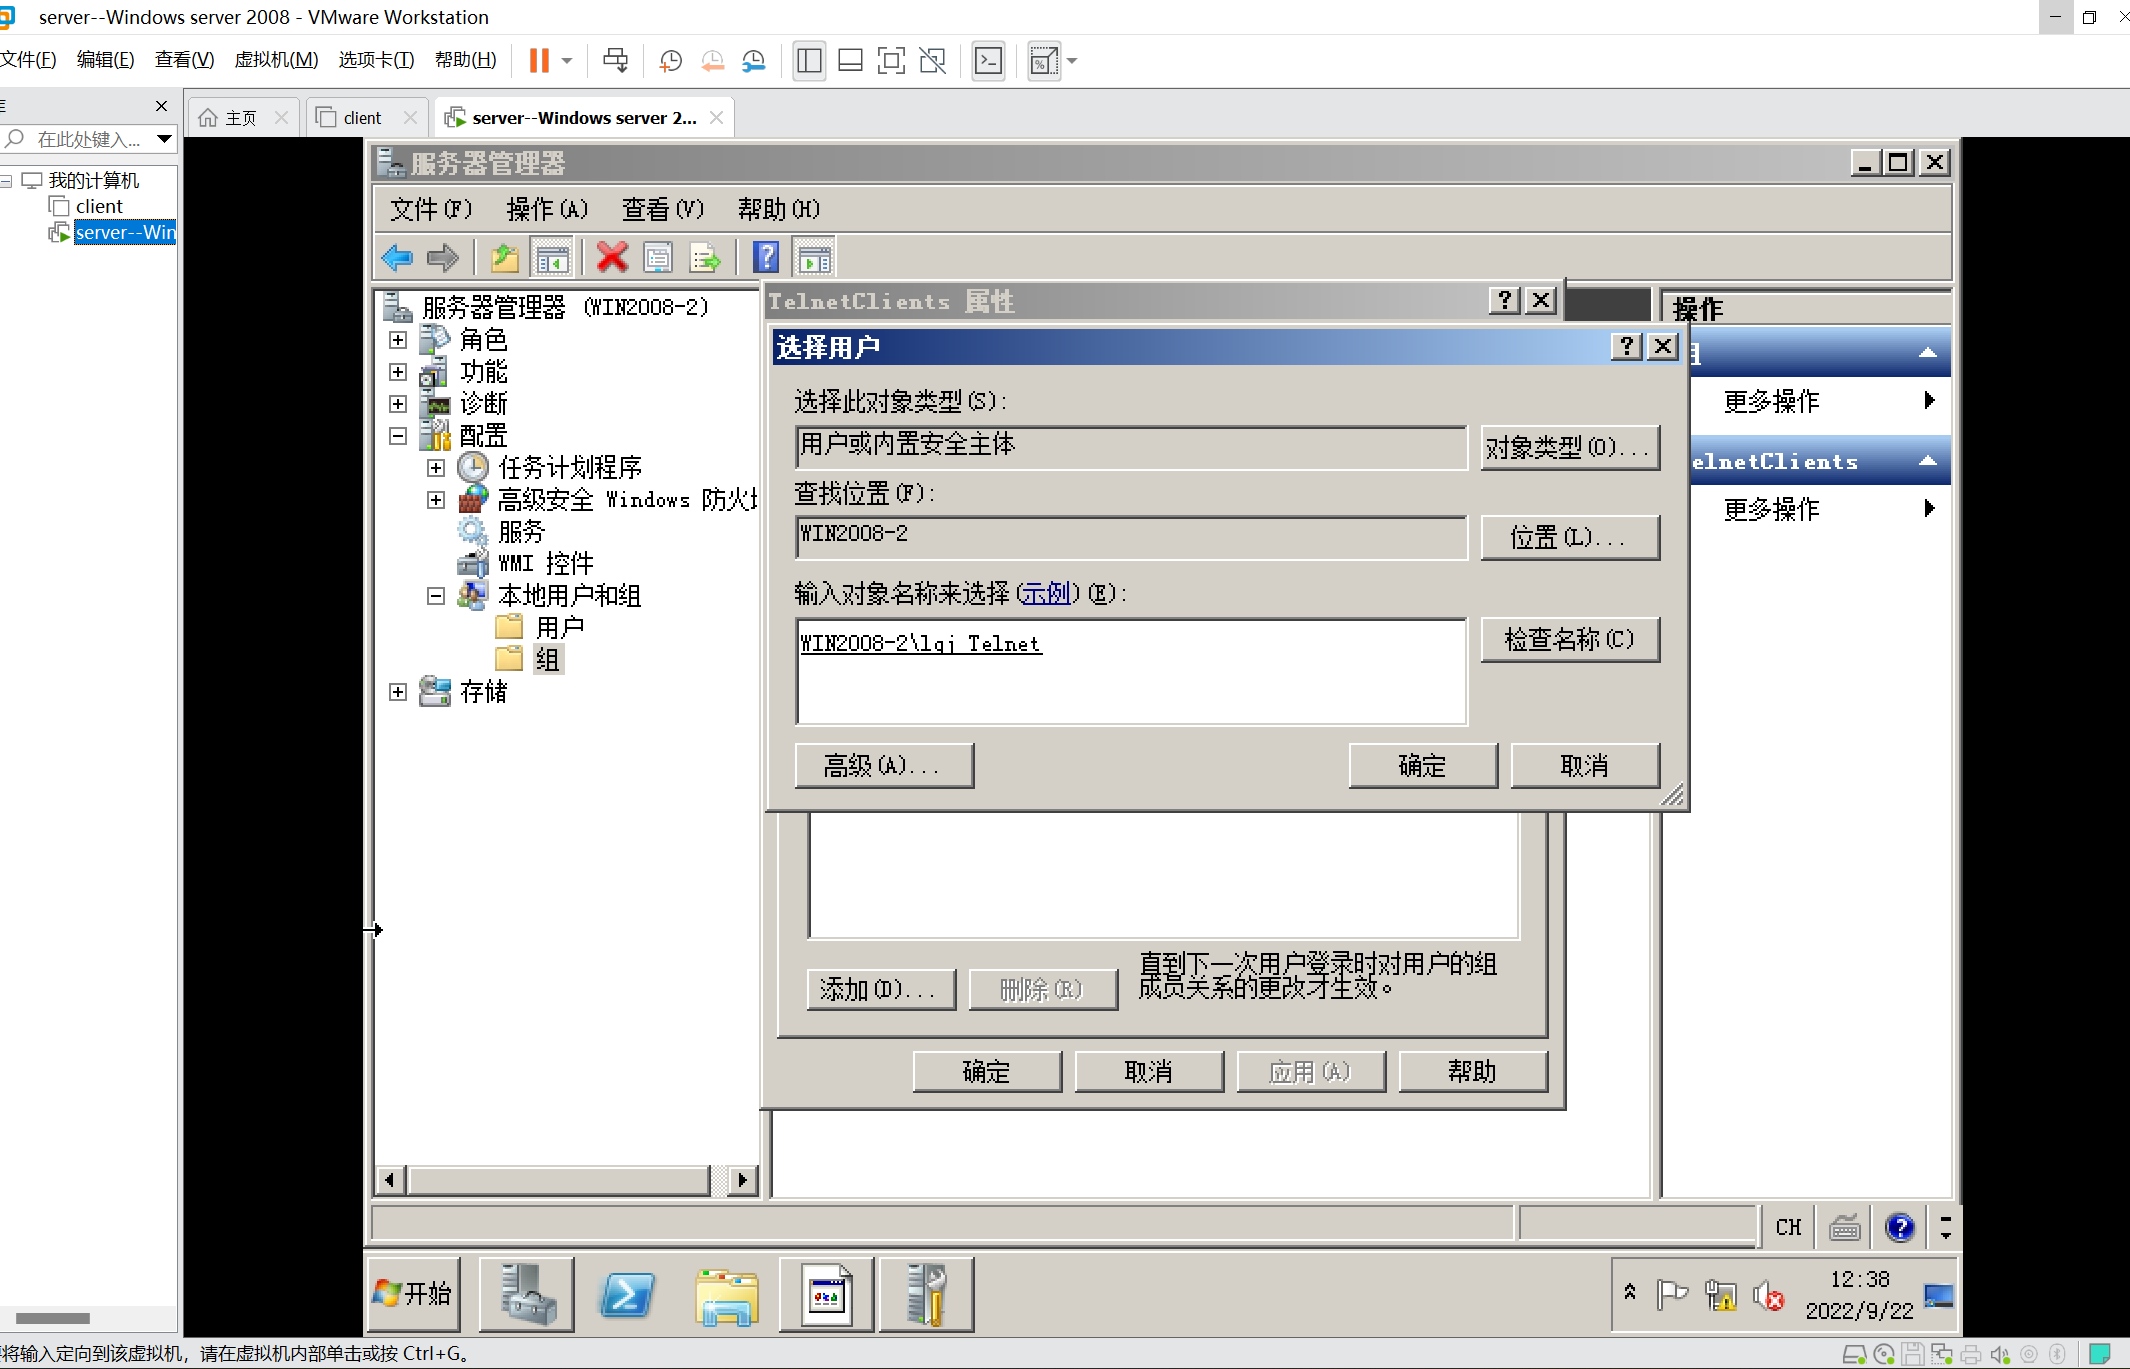 server--Windows server 2008 - VMware Workstation
文件(F) 编辑(E) 查看(V) 虚拟机(M) 选项卡(T) 帮助(H)
主页 client server--Windows server 2...
在此处键入...
我的计算机
client
server--Win
服务器管理器
文件(F) 操作(A) 查看(V) 帮助(H)
服务器管理器 (WIN2008-2)
角色
功能
诊断
配置
任务计划程序
高级安全 Windows 防火
服务
WMI 控件
本地用户和组
用户
组
存储
TelnetClients 属性
选择用户
选择此对象类型(S):
用户或内置安全主体
对象类型(O)...
查找位置(F):
WIN2008-2
位置(L)...
输入对象名称来选择(示例)(E):
WIN2008-2\lqj_Telnet
检查名称(C)
高级(A)...
确定
取消
添加(D)...
删除(R)
直到下一次用户登录时对用户的组
成员关系的更改才生效。
确定
取消
应用(A)
帮助
操作
更多操作
elnetClients
更多操作
CH
开始
12:38
2022/9/22
将输入定向到该虚拟机，请在虚拟机内部单击或按 Ctrl+G。